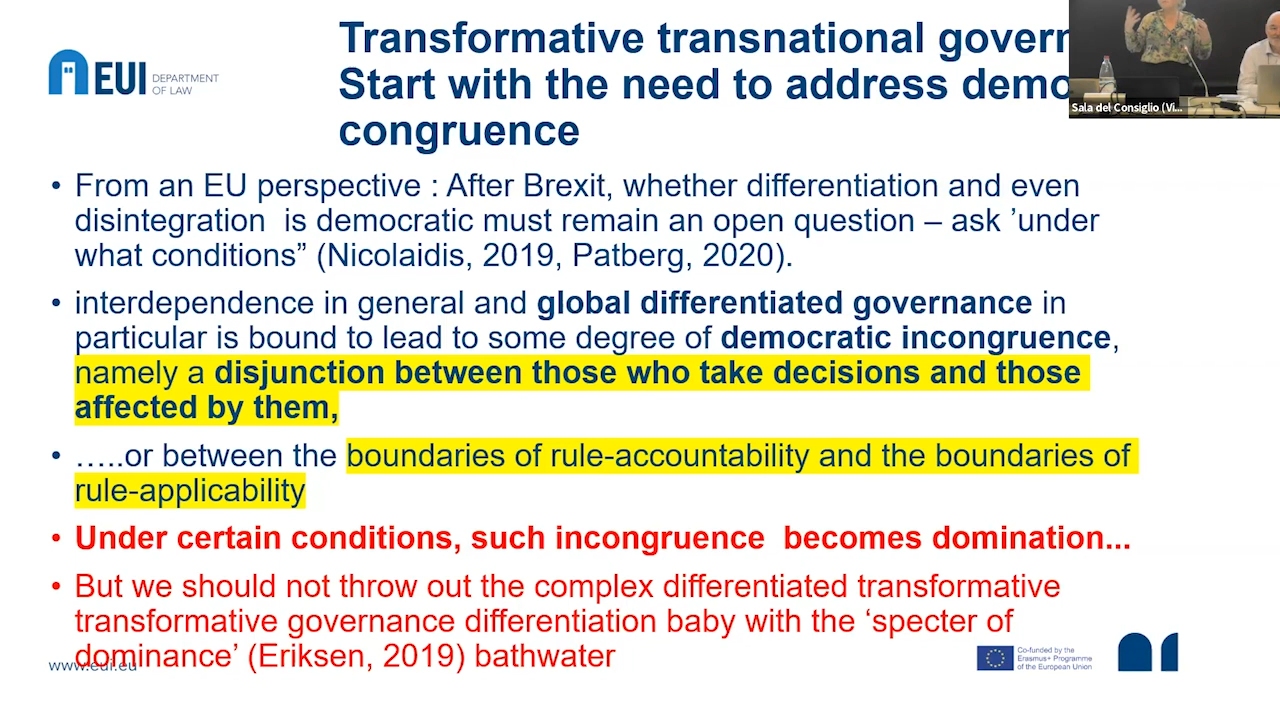 Transformative transnational govern
Start with the need to address demo
congruence
EUI DEPARTMENT
OF LAW
Sala del Consiglio (Vi...
• From an EU perspective : After Brexit, whether differentiation and even
disintegration  is democratic must remain an open question – ask ’under
what conditions” (Nicolaidis, 2019, Patberg, 2020).
• interdependence in general and global differentiated governance in
particular is bound to lead to some degree of democratic incongruence,
namely a disjunction between those who take decisions and those
affected by them,
• …..or between the boundaries of rule-accountability and the boundaries of
rule-applicability
• Under certain conditions, such incongruence  becomes domination...
• But we should not throw out the complex differentiated transformative
transformative governance differentiation baby with the ‘specter of
dominance’ (Eriksen, 2019) bathwater
www.eui.eu
Co-funded by the
Erasmus+ Programme
of the European Union